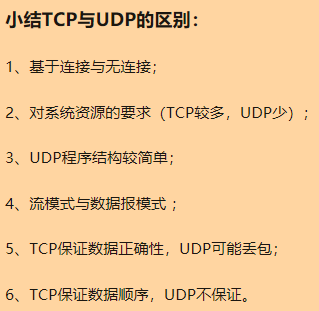 小结TCP与UDP的区别：
1、基于连接与无连接；
2、对系统资源的要求（TCP较多，UDP少）；
3、UDP程序结构较简单；
4、流模式与数据报模式 ；
5、TCP保证数据正确性，UDP可能丢包；
6、TCP保证数据顺序，UDP不保证。